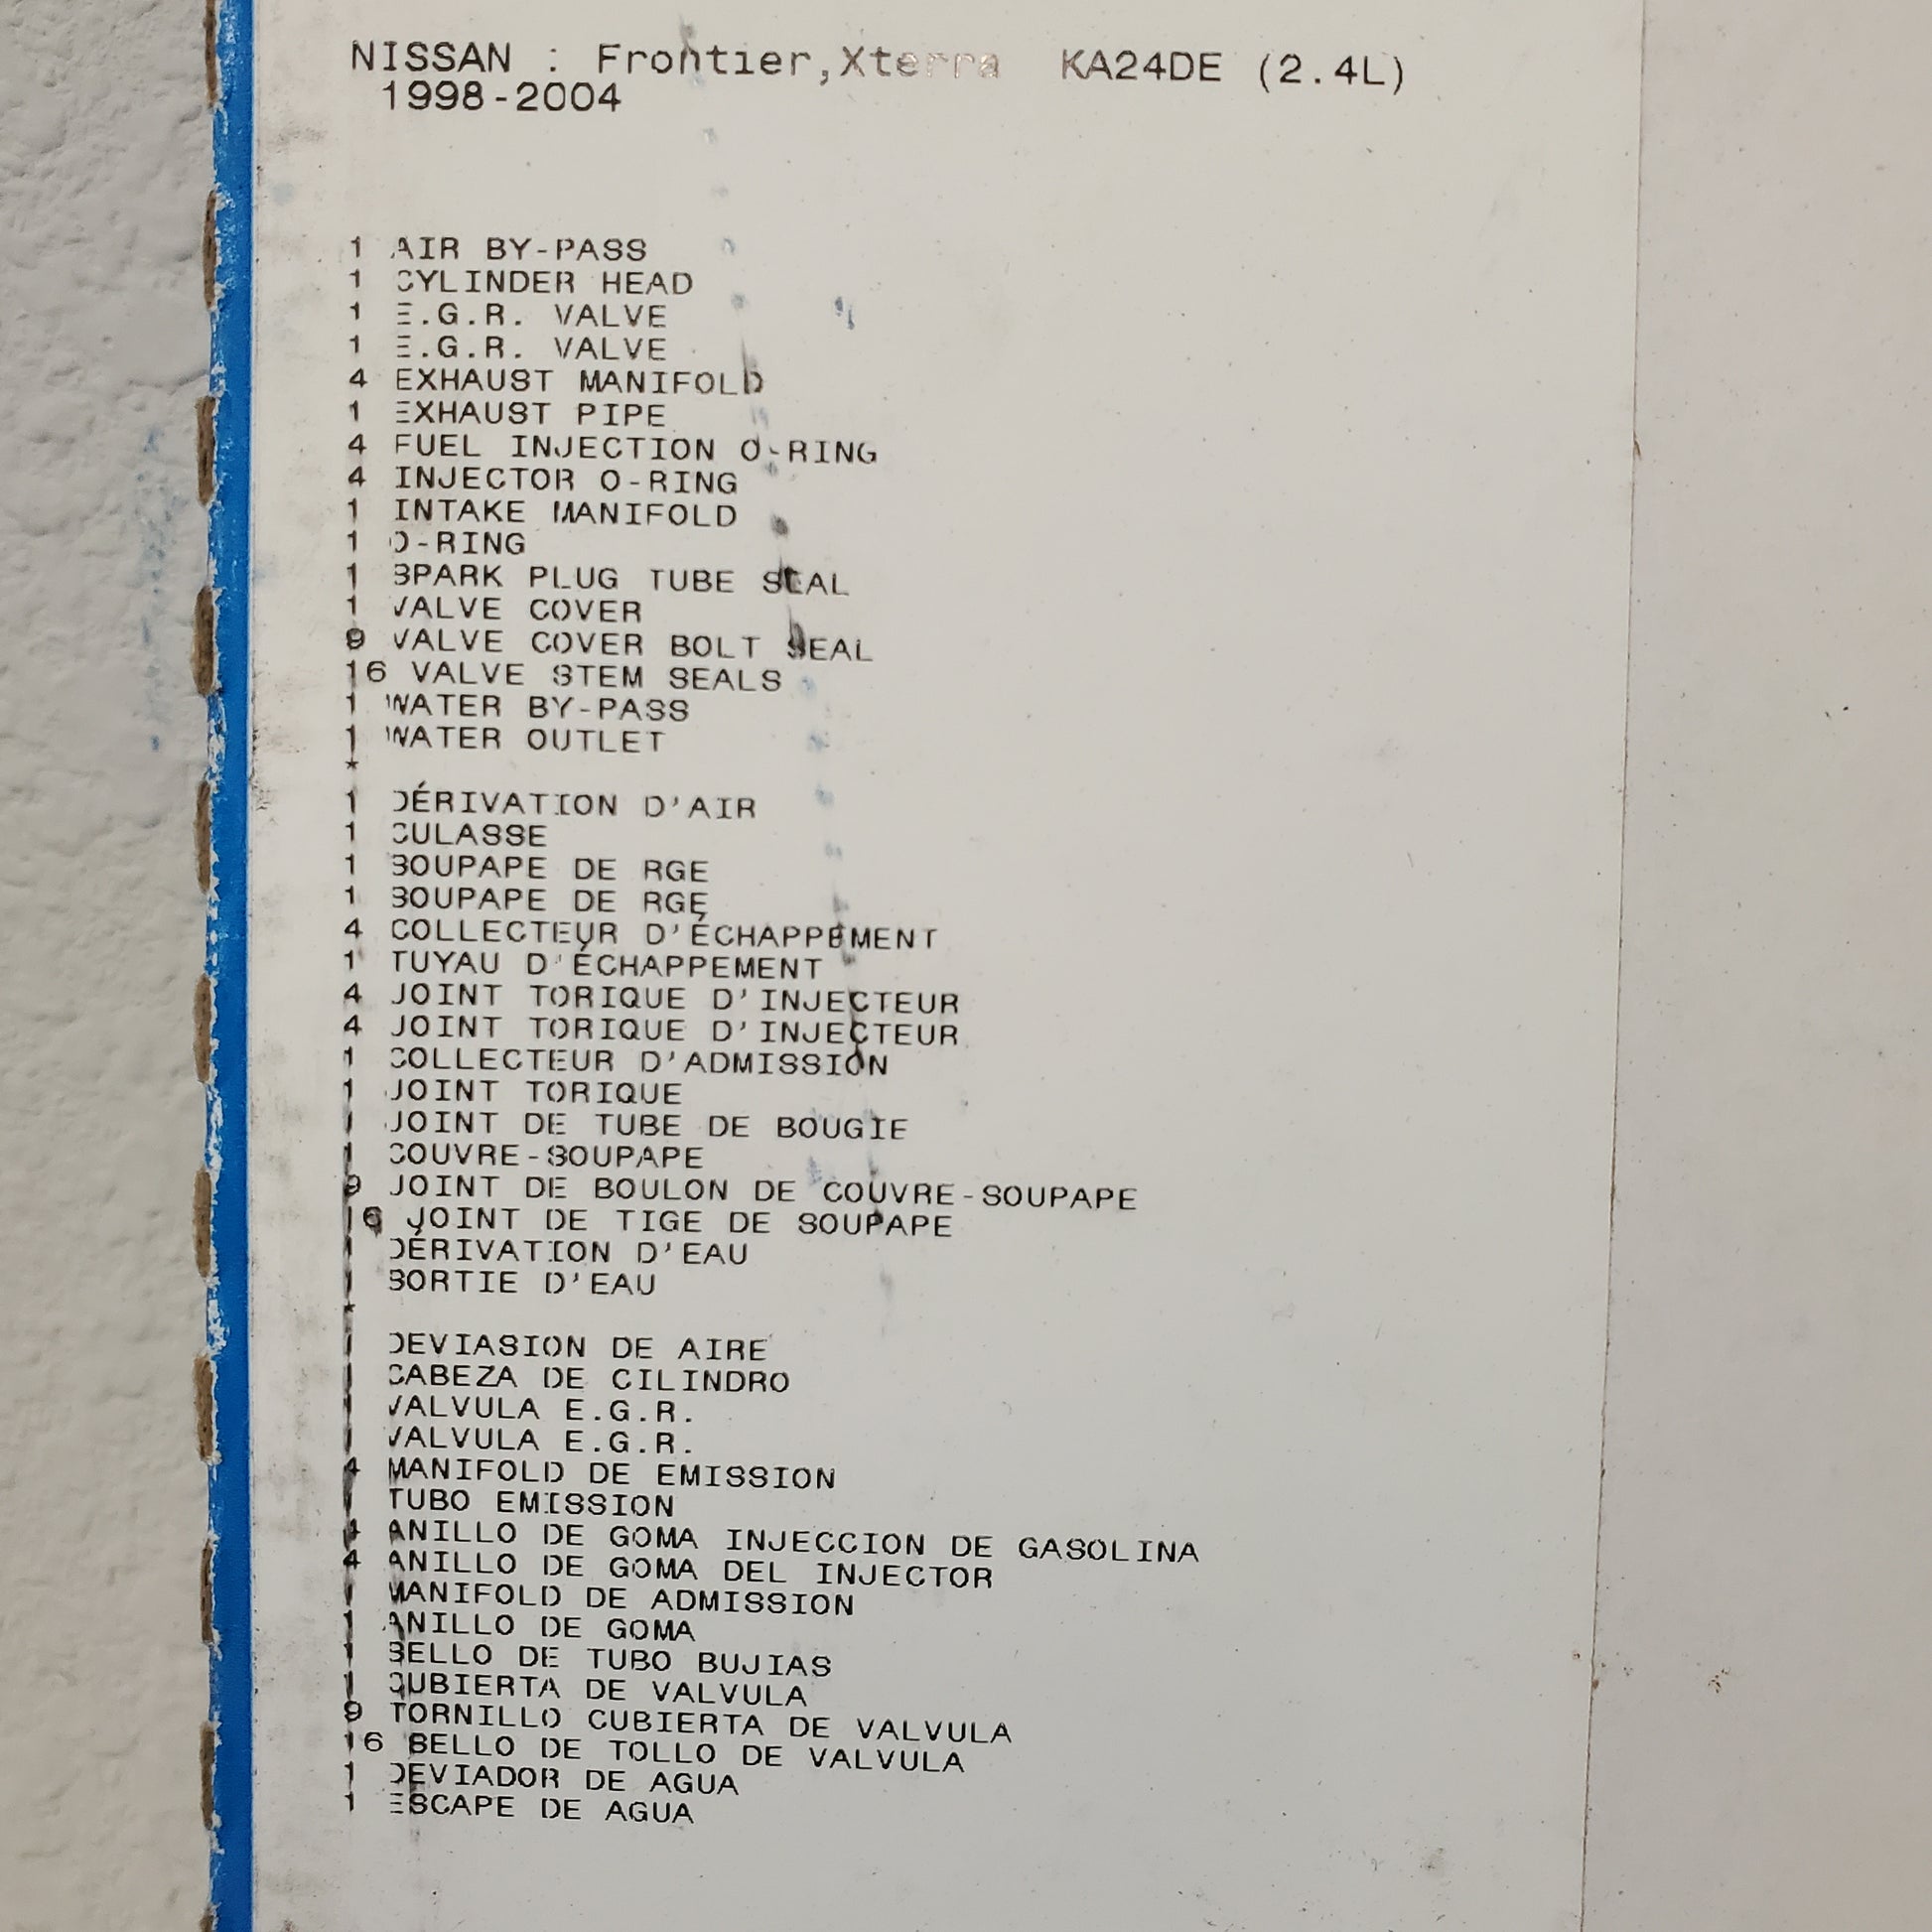 NISSAN : Frontier,Xterra KA24DE (2.4L)
1998-2004
1 AIR BY-PASS
1 CYLINDER HEAD
1 E.G.R. VALVE
1 E.G.R. VALVE
4 EXHAUST MANIFOLD
1 EXHAUST PIPE
4 FUEL INJECTION O-RING
4 INJECTOR O-RING
1 INTAKE MANIFOLD
1 O-RING
1 SPARK PLUG TUBE SEAL
1 VALVE COVER
9 VALVE COVER BOLT SEAL
16 VALVE STEM SEALS
1 WATER BY-PASS
1 WATER OUTLET
*
1 DÉRIVATION D'AIR
1 CULASSE
1 SOUPAPE DE RGE
1 SOUPAPE DE RGE
4 COLLECTEUR D'ÉCHAPPEMENT
1 TUYAU D'ÉCHAPPEMENT
4 JOINT TORIQUE D'INJECTEUR
4 JOINT TORIQUE D'INJECTEUR
1 COLLECTEUR D'ADMISSION
1 JOINT TORIQUE
1 JOINT DE TUBE DE BOUGIE
1 COUVRE-SOUPAPE
9 JOINT DE BOULON DE COUVRE-SOUPAPE
16 JOINT DE TIGE DE SOUPAPE
1 DÉRIVATION D'EAU
1 SORTIE D'EAU
*
1 DEVIASION DE AIRE
1 CABEZA DE CILINDRO
1 VALVULA E.G.R.
1 VALVULA E.G.R.
4 MANIFOLD DE EMISSION
1 TUBO EMISSION
4 ANILLO DE GOMA INJECCION DE GASOLINA
4 ANILLO DE GOMA DEL INJECTOR
1 MANIFOLD DE ADMISSION
1 ANILLO DE GOMA
1 SELLO DE TUBO BUJIAS
1 CUBIERTA DE VALVULA
9 TORNILLO CUBIERTA DE VALVULA
16 SELLO DE TOLLO DE VALVULA
1 DEVIADOR DE AGUA
1 ESCAPE DE AGUA